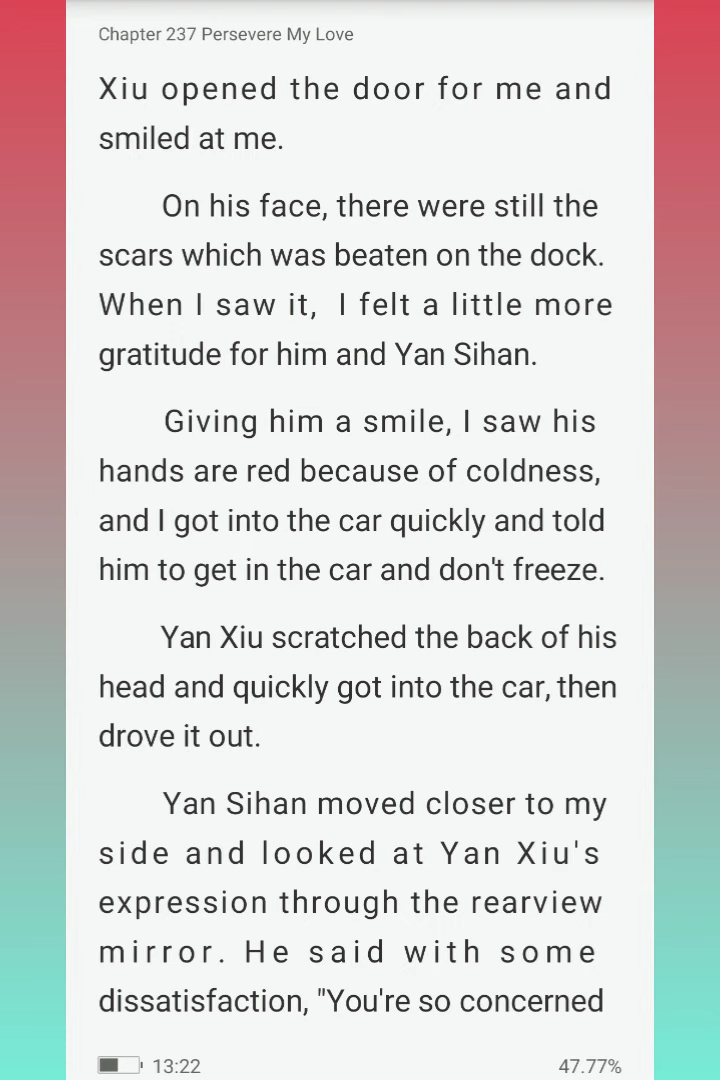 Chapter 237 Persevere My Love
Xiu opened the door for me and
smiled at me.
On his face, there were still the
scars which was beaten on the dock.
When I saw it, I felt a little more
gratitude for him and Yan Sihan.
Giving him a smile, I saw his
hands are red because of coldness,
and I got into the car quickly and told
him to get in the car and don't freeze.
Yan Xiu scratched the back of his
head and quickly got into the car, then
drove it out.
Yan Sihan moved closer to my
side and looked at Yan Xiu's
expression through the rearview
mirror. He said with some
dissatisfaction, "You're so concerned
13:22 47.77%